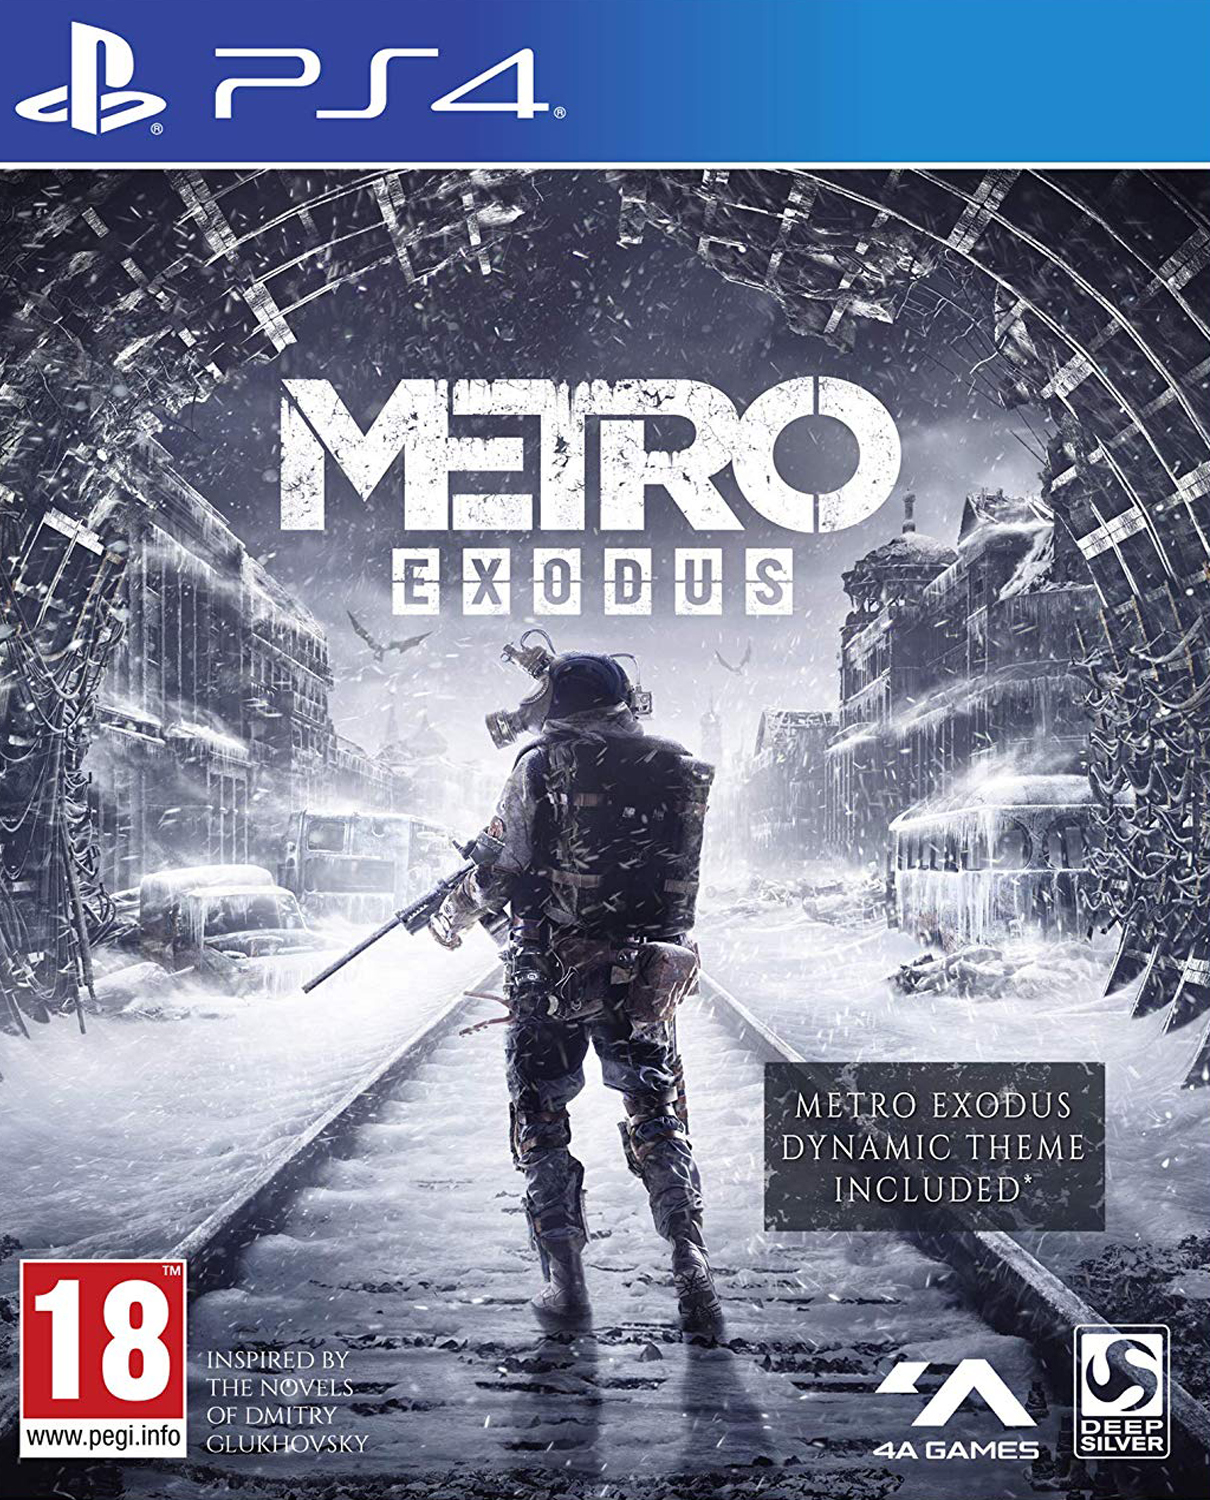 PS4®
METRO
EXODUS
METRO EXODUS
DYNAMIC THEME
INCLUDED*
18™
www.pegi.info
INSPIRED BY
THE NOVELS
OF DMITRY
GLUKHOVSKY
4A GAMES
DEEP
SILVER